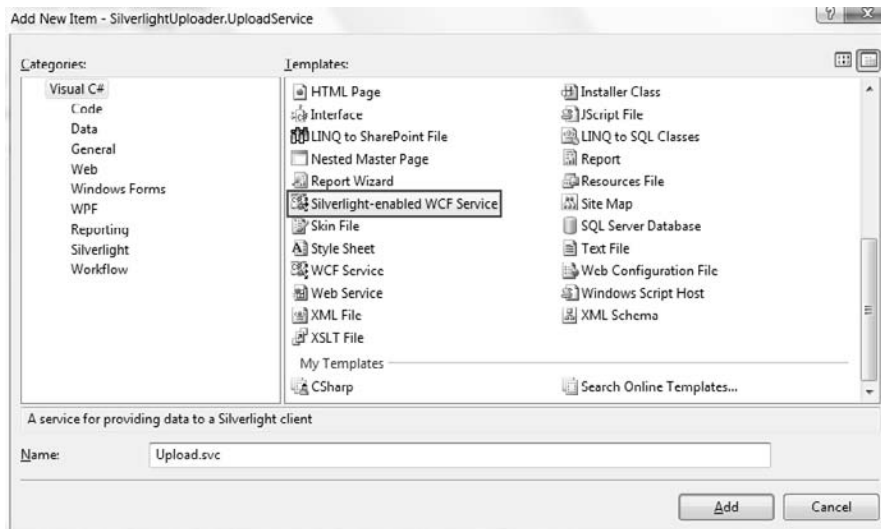 Add New Item - SilverlightUploader.UploadService
Categories:
Templates:
Visual C#
Code
Data
General
Web
Windows Forms
WPF
Reporting
Silverlight
Workflow
HTML Page
Interface
LINQ to SharePoint File
Nested Master Page
Report Wizard
Silverlight-enabled WCF Service
Skin File
Style Sheet
WCF Service
Web Service
XML File
XSLT File
Installer Class
JScript File
LINQ to SQL Classes
Report
Resources File
Site Map
SQL Server Database
Text File
Web Configuration File
Windows Script Host
XML Schema
My Templates
CSharp
Search Online Templates...
A service for providing data to a Silverlight client
Name:
Upload.svc
Add
Cancel